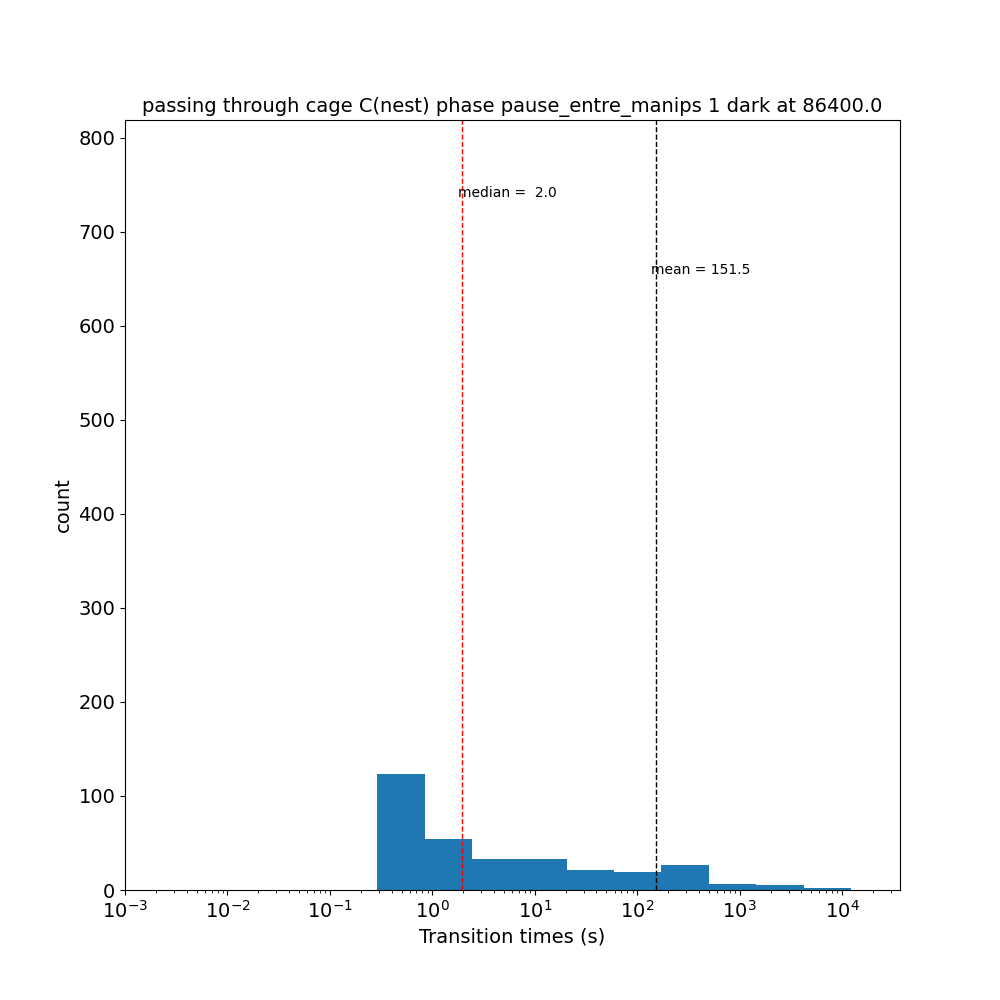 passing through cage C(nest) phase pause_entre_manips 1 dark at 86400.0
800
median =  2.0
700
mean = 151.5
600
500
400
300
200
100
0
count
10⁻³ 10⁻² 10⁻¹ 10⁰ 10¹ 10² 10³ 10⁴
Transition times (s)